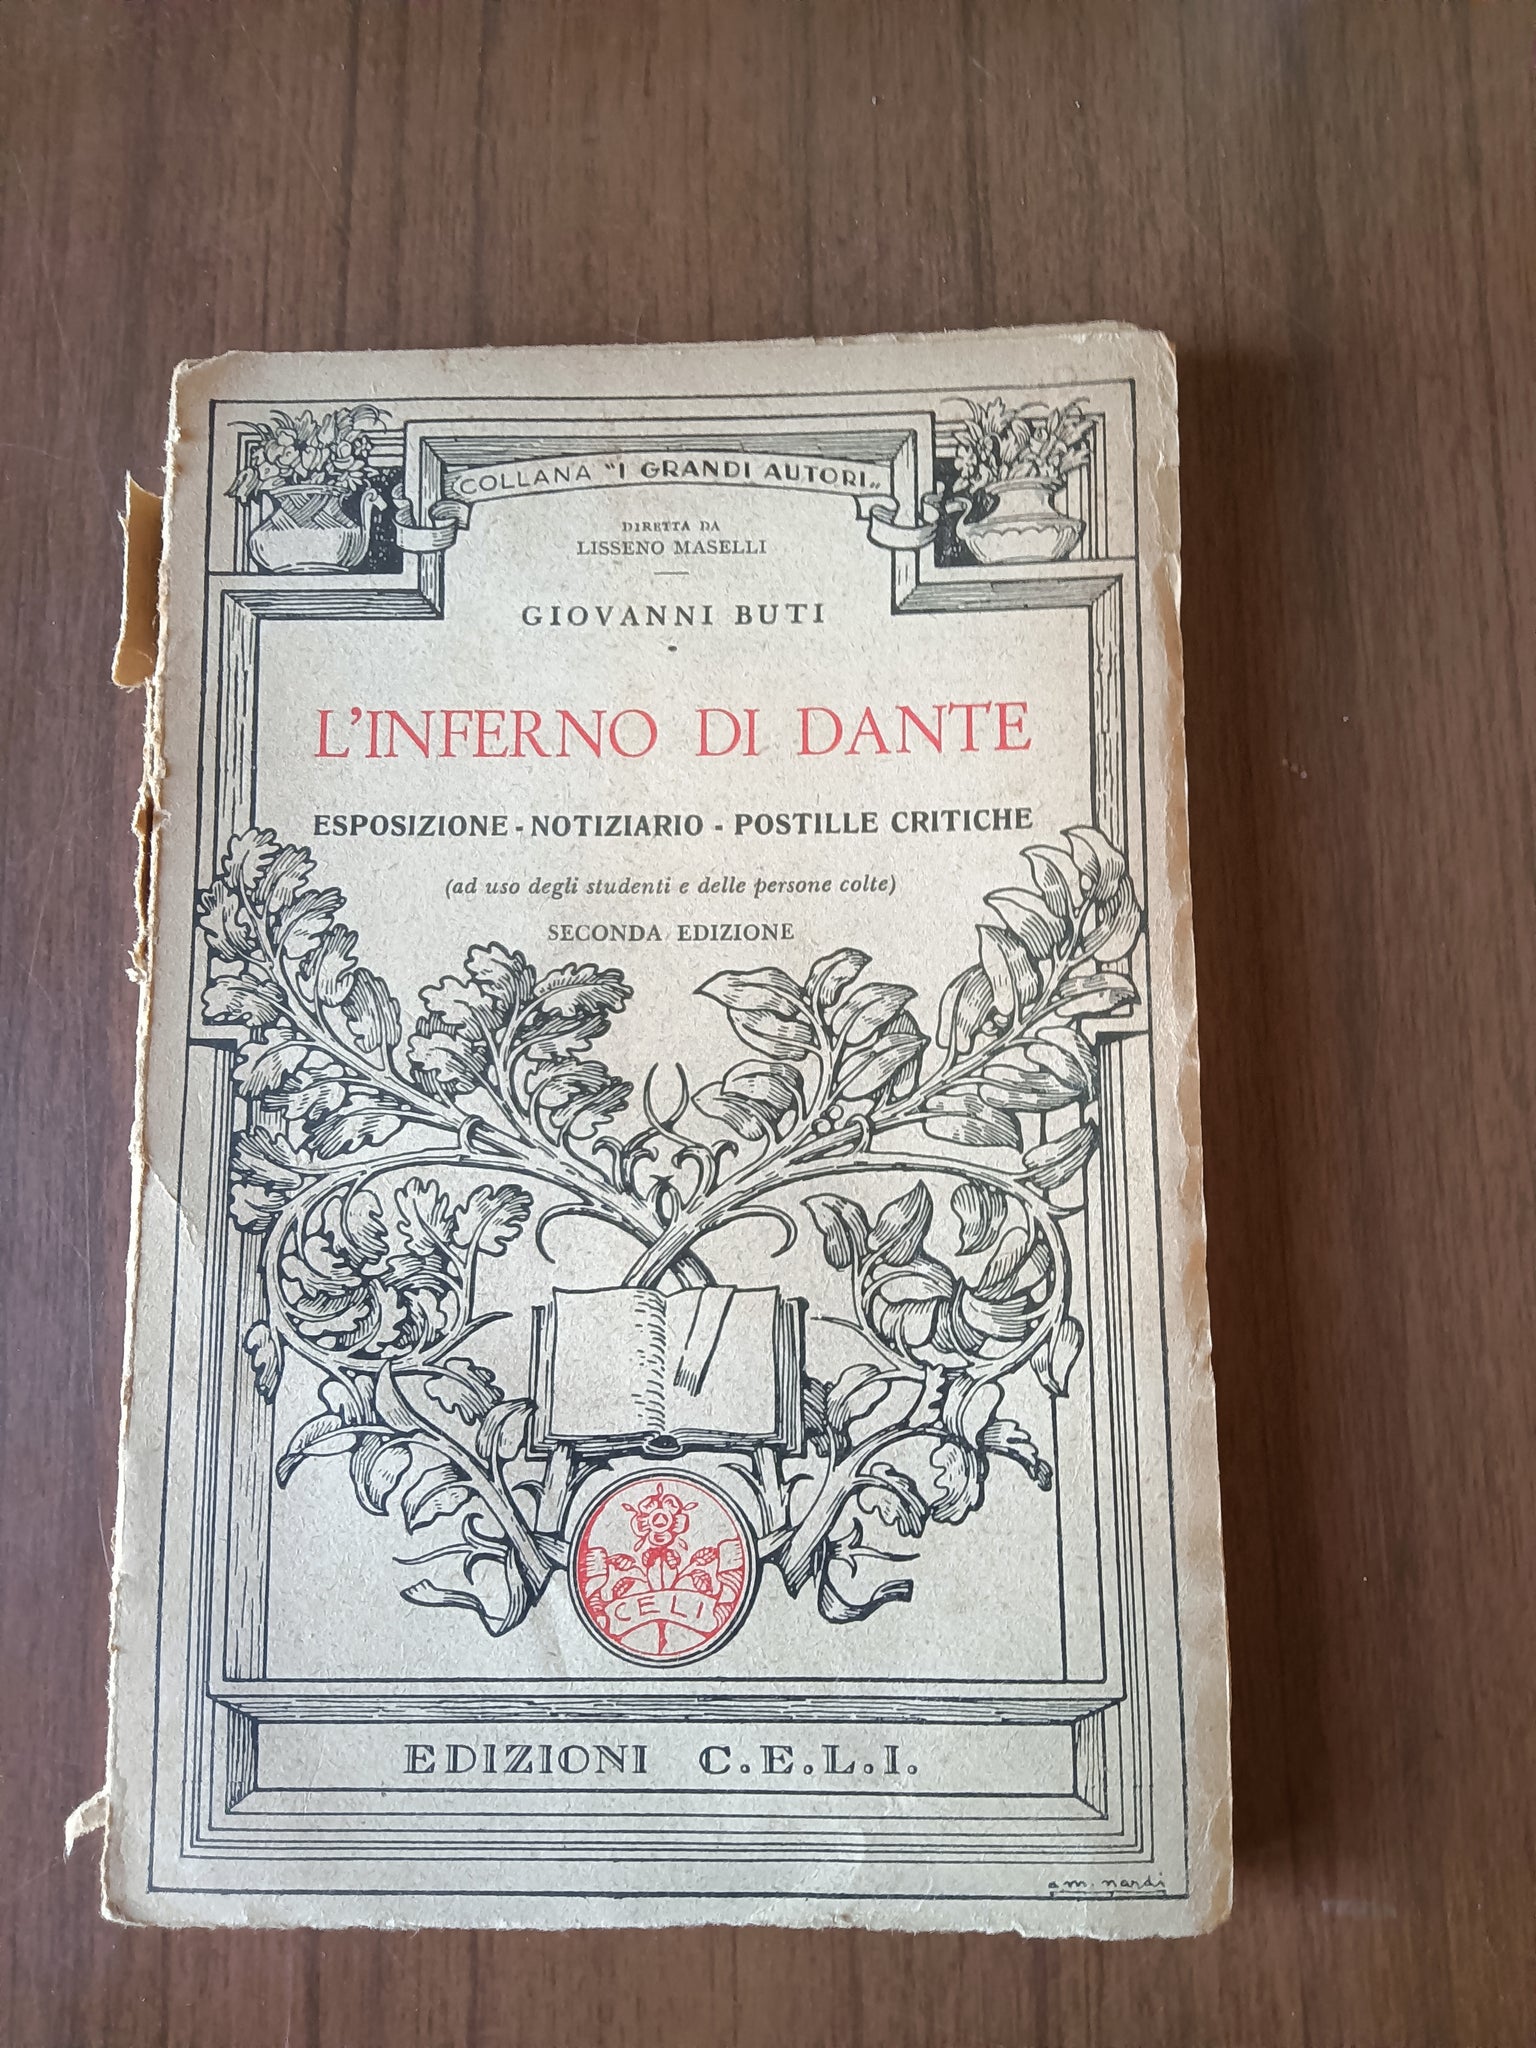 COLLANA "I GRANDI AUTORI„
DIRETTA DA
LISSENO MASELLI
GIOVANNI BUTI
L'INFERNO DI DANTE
ESPOSIZIONE - NOTIZIARIO - POSTILLE CRITICHE
(ad uso degli studenti e delle persone colte)
SECONDA EDIZIONE
CELI
EDIZIONI C.E.L.I.
a m. nardi